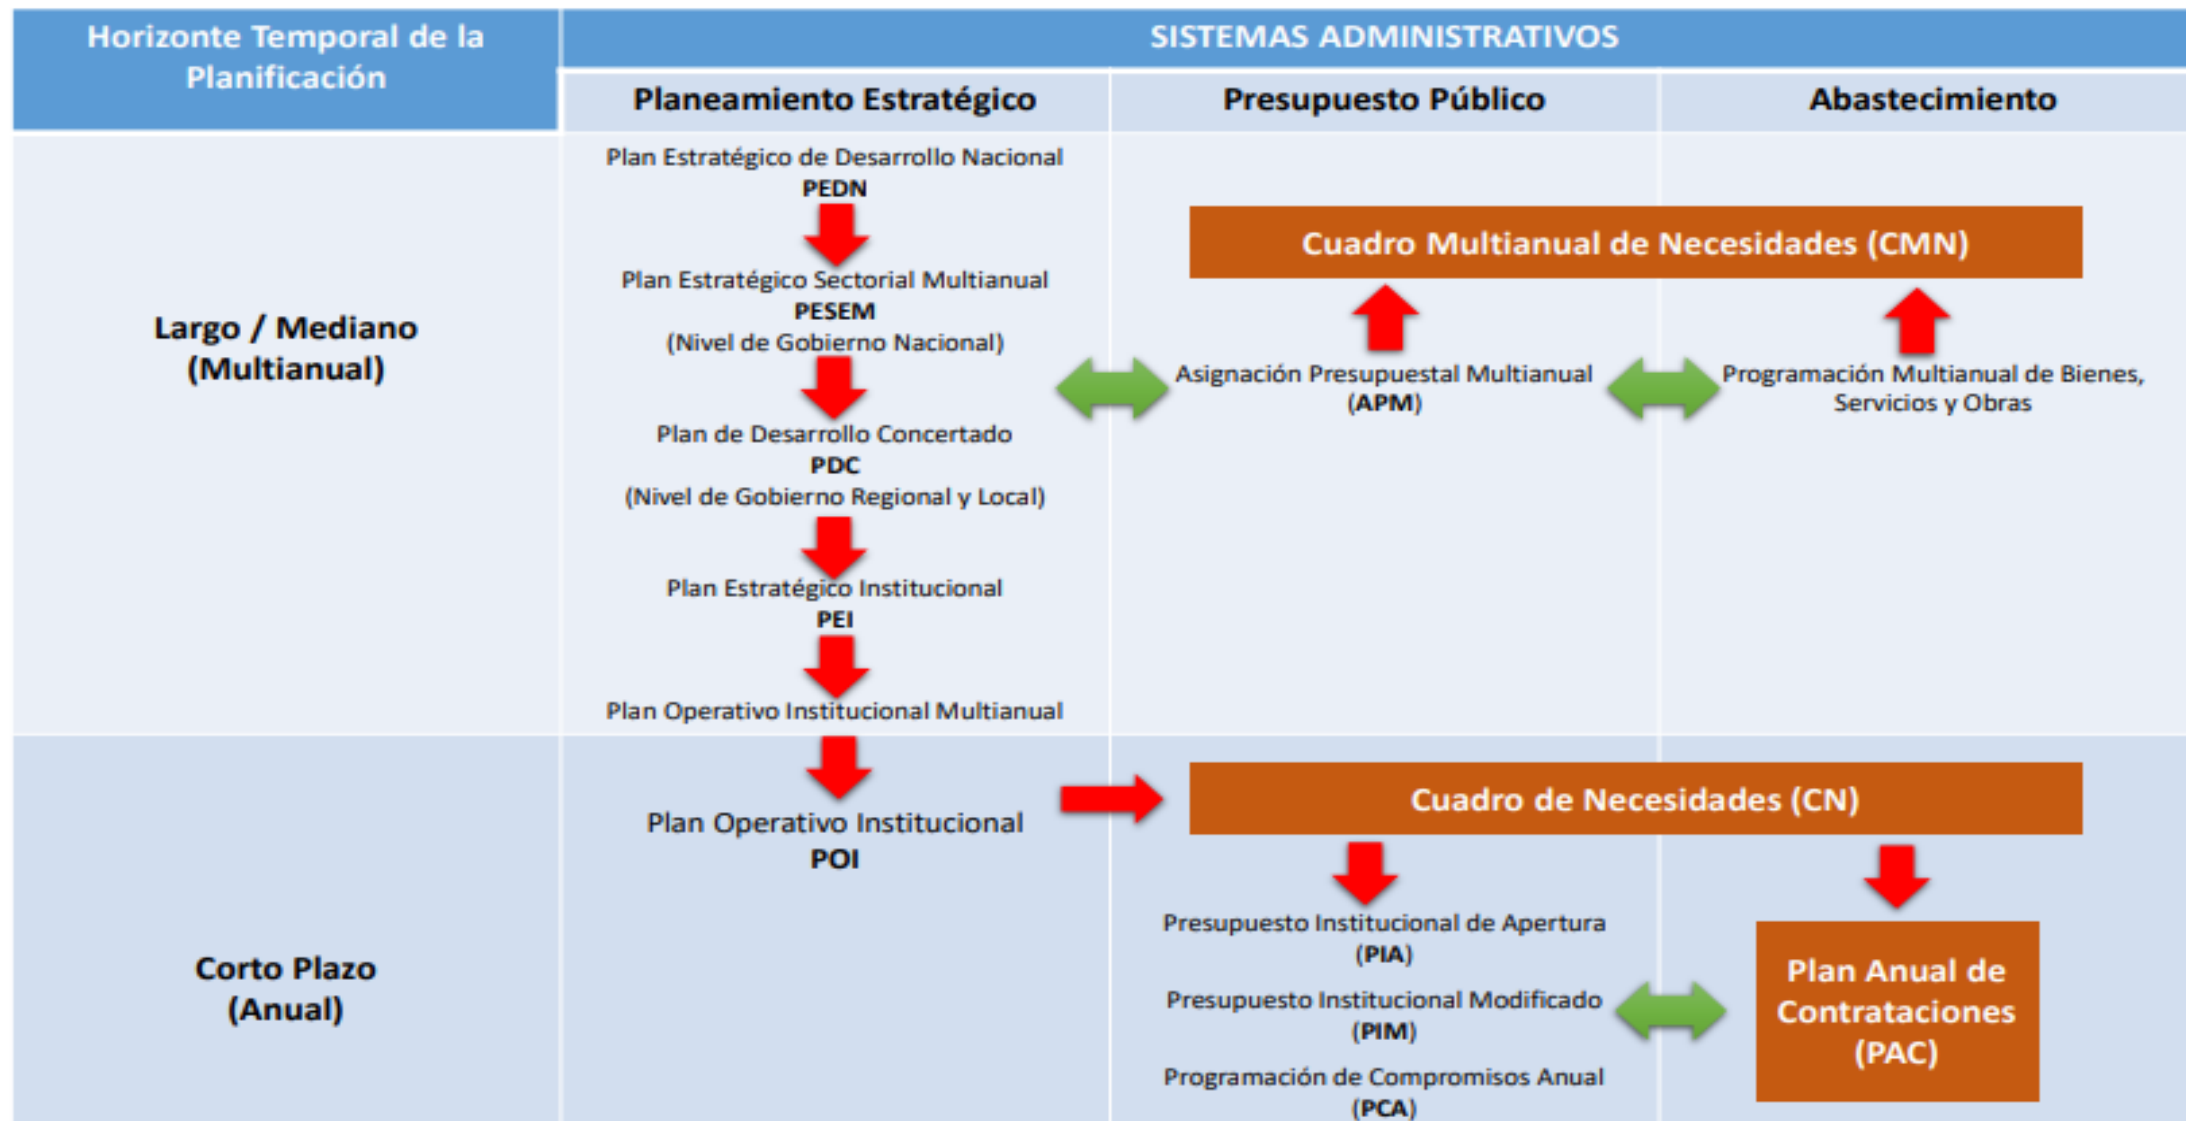 Horizonte Temporal de la
Planificación
SISTEMAS ADMINISTRATIVOS
Planeamiento Estratégico
Presupuesto Público
Abastecimiento
Largo / Mediano
(Multianual)
Plan Estratégico de Desarrollo Nacional
PEDN
Plan Estratégico Sectorial Multianual
PESEM
(Nivel de Gobierno Nacional)
Plan de Desarrollo Concertado
PDC
(Nivel de Gobierno Regional y Local)
Plan Estratégico Institucional
PEI
Plan Operativo Institucional Multianual
Cuadro Multianual de Necesidades (CMN)
Asignación Presupuestal Multianual
(APM)
Programación Multianual de Bienes,
Servicios y Obras
Corto Plazo
(Anual)
Plan Operativo Institucional
POI
Cuadro de Necesidades (CN)
Presupuesto Institucional de Apertura
(PIA)
Presupuesto Institucional Modificado
(PIM)
Programación de Compromisos Anual
(PCA)
Plan Anual de
Contrataciones
(PAC)